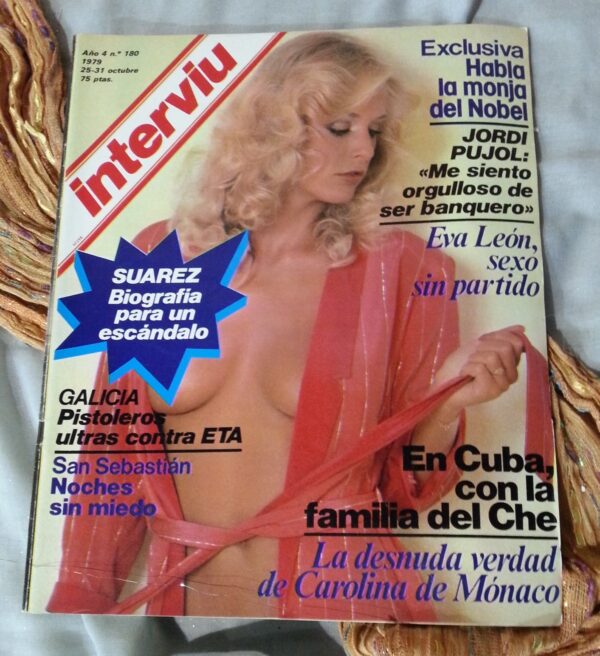 Año 4 n.º 180
1979
25-31 octubre
75 ptas.
interviu
Exclusiva
Habla
la monja
del Nobel
JORDI
PUJOL:
«Me siento
orgulloso de
ser banquero»
Eva León,
sexo
sin partido
SUAREZ
Biografia
para un
escándalo
GALICIA
Pistoleros
ultras contra ETA
San Sebastián
Noches
sin miedo
En Cuba,
con la
familia del Che
La desnuda verdad
de Carolina de Mónaco